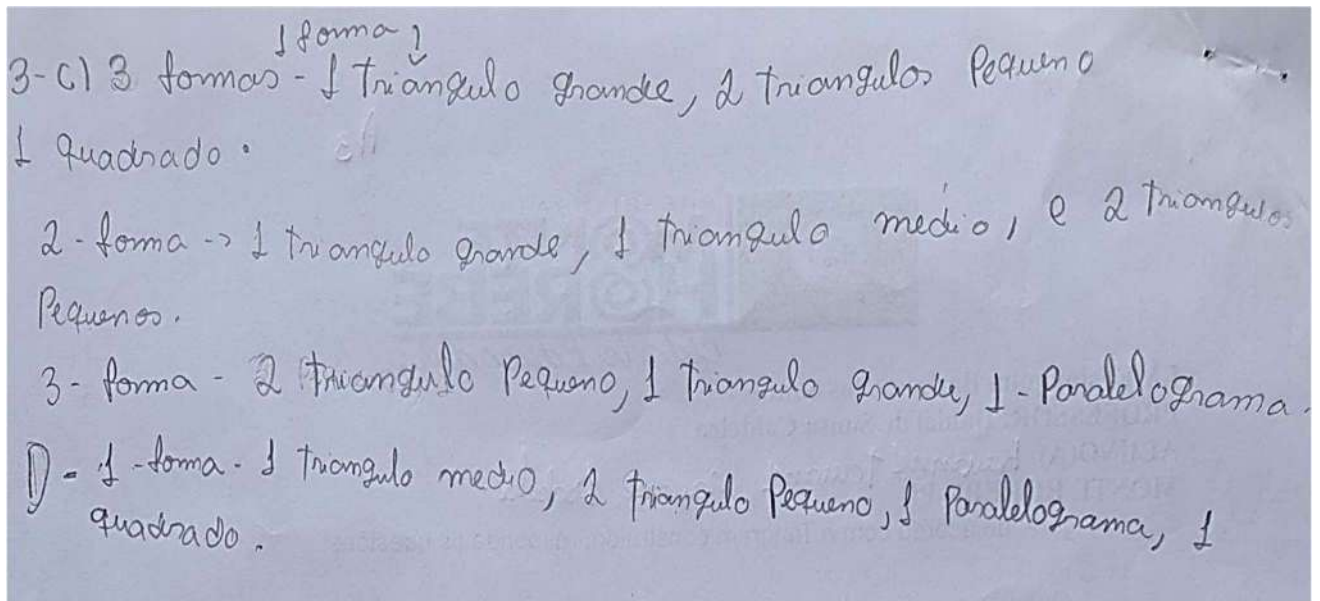 1 forma
3-c) 3 formas - 1 triângulo grande, 2 triangulos Pequeno
1 quadrado.
2 - forma -> 1 triangulo grande, 1 triangulo medio, e 2 triangulos
Pequenos.
3 - forma - 2 triangulo Pequeno, 1 triangulo grande, 1 - Paralelograma.
D - 1 - forma - 1 triangulo medio, 2 triangulo Pequeno, 1 Paralelograma, 1
quadrado.